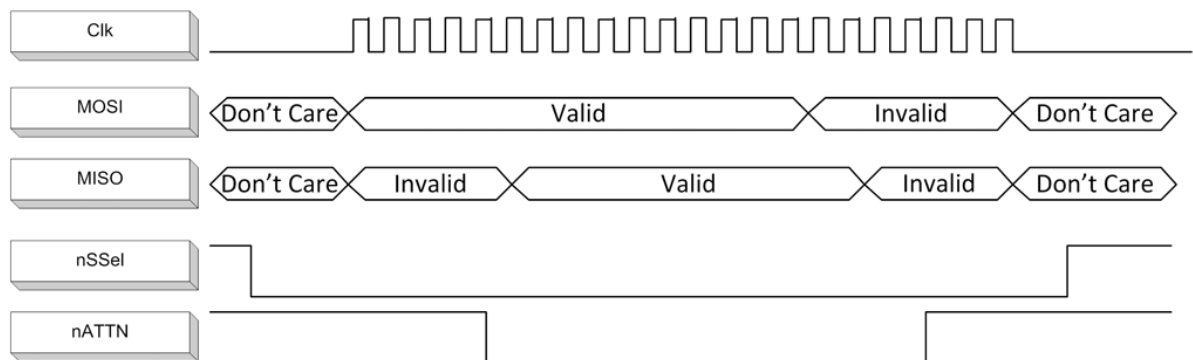 Clk
MOSI
Don't Care Valid Invalid Don't Care
MISO
Don't Care Invalid Valid Invalid Don't Care
nSSel
nATTN